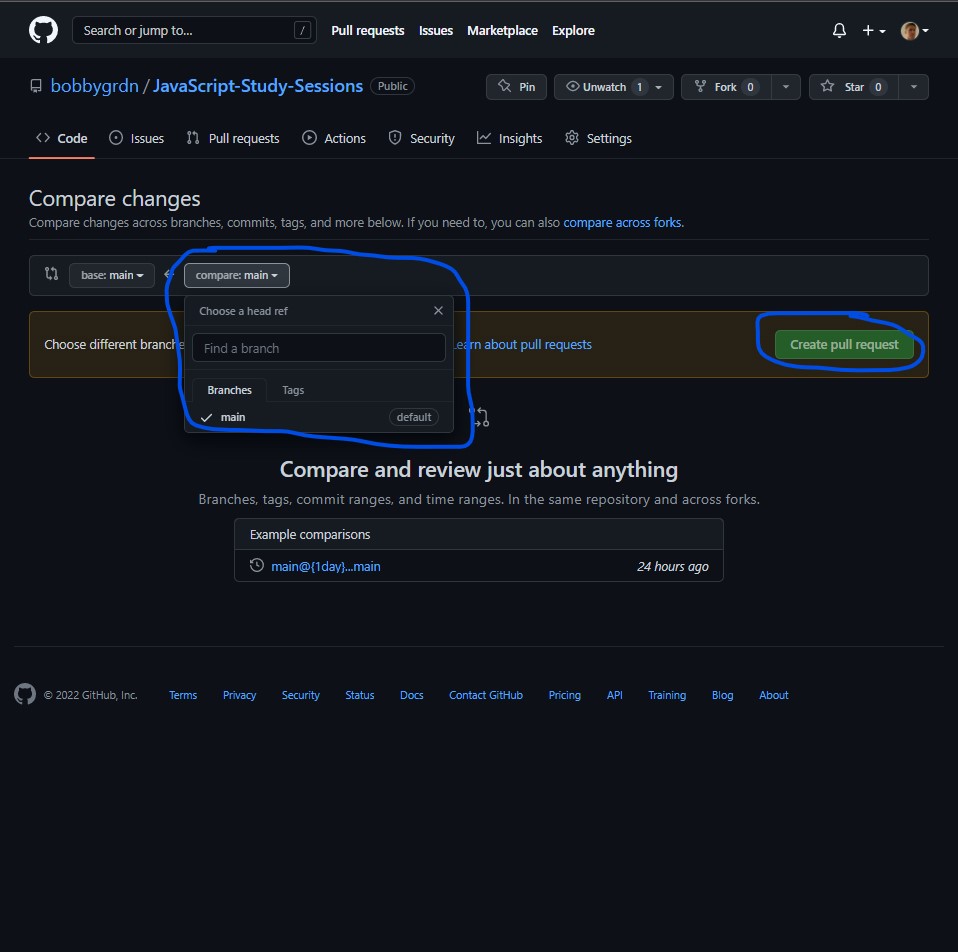 Search or jump to... / Pull requests Issues Marketplace Explore
bobbygrdn / JavaScript-Study-Sessions Public Pin Unwatch 1 Fork 0 Star 0
Code Issues Pull requests Actions Security Insights Settings
Compare changes
Compare changes across branches, commits, tags, and more below. If you need to, you can also compare across forks.
base: main compare: main
Choose a head ref
Choose different branche Find a branch Learn about pull requests Create pull request
Branches Tags
main default
Compare and review just about anything
Branches, tags, commit ranges, and time ranges. In the same repository and across forks.
Example comparisons
main@{1day}...main 24 hours ago
© 2022 GitHub, Inc. Terms Privacy Security Status Docs Contact GitHub Pricing API Training Blog About